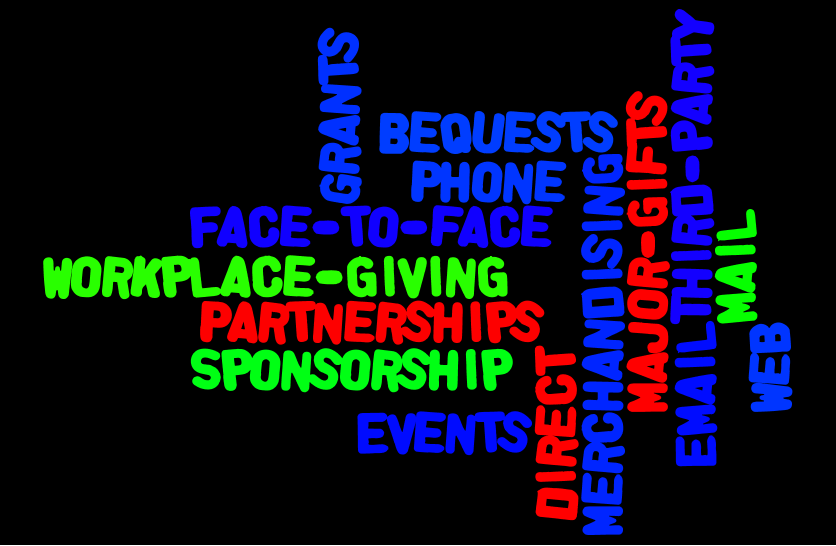 GRANTS
BEQUESTS
PHONE
FACE-TO-FACE
WORKPLACE-GIVING
PARTNERSHIPS
SPONSORSHIP
EVENTS
DIRECT
MERCHANDISING
MAJOR-GIFTS
THIRD-PARTY
EMAIL
MAIL
WEB